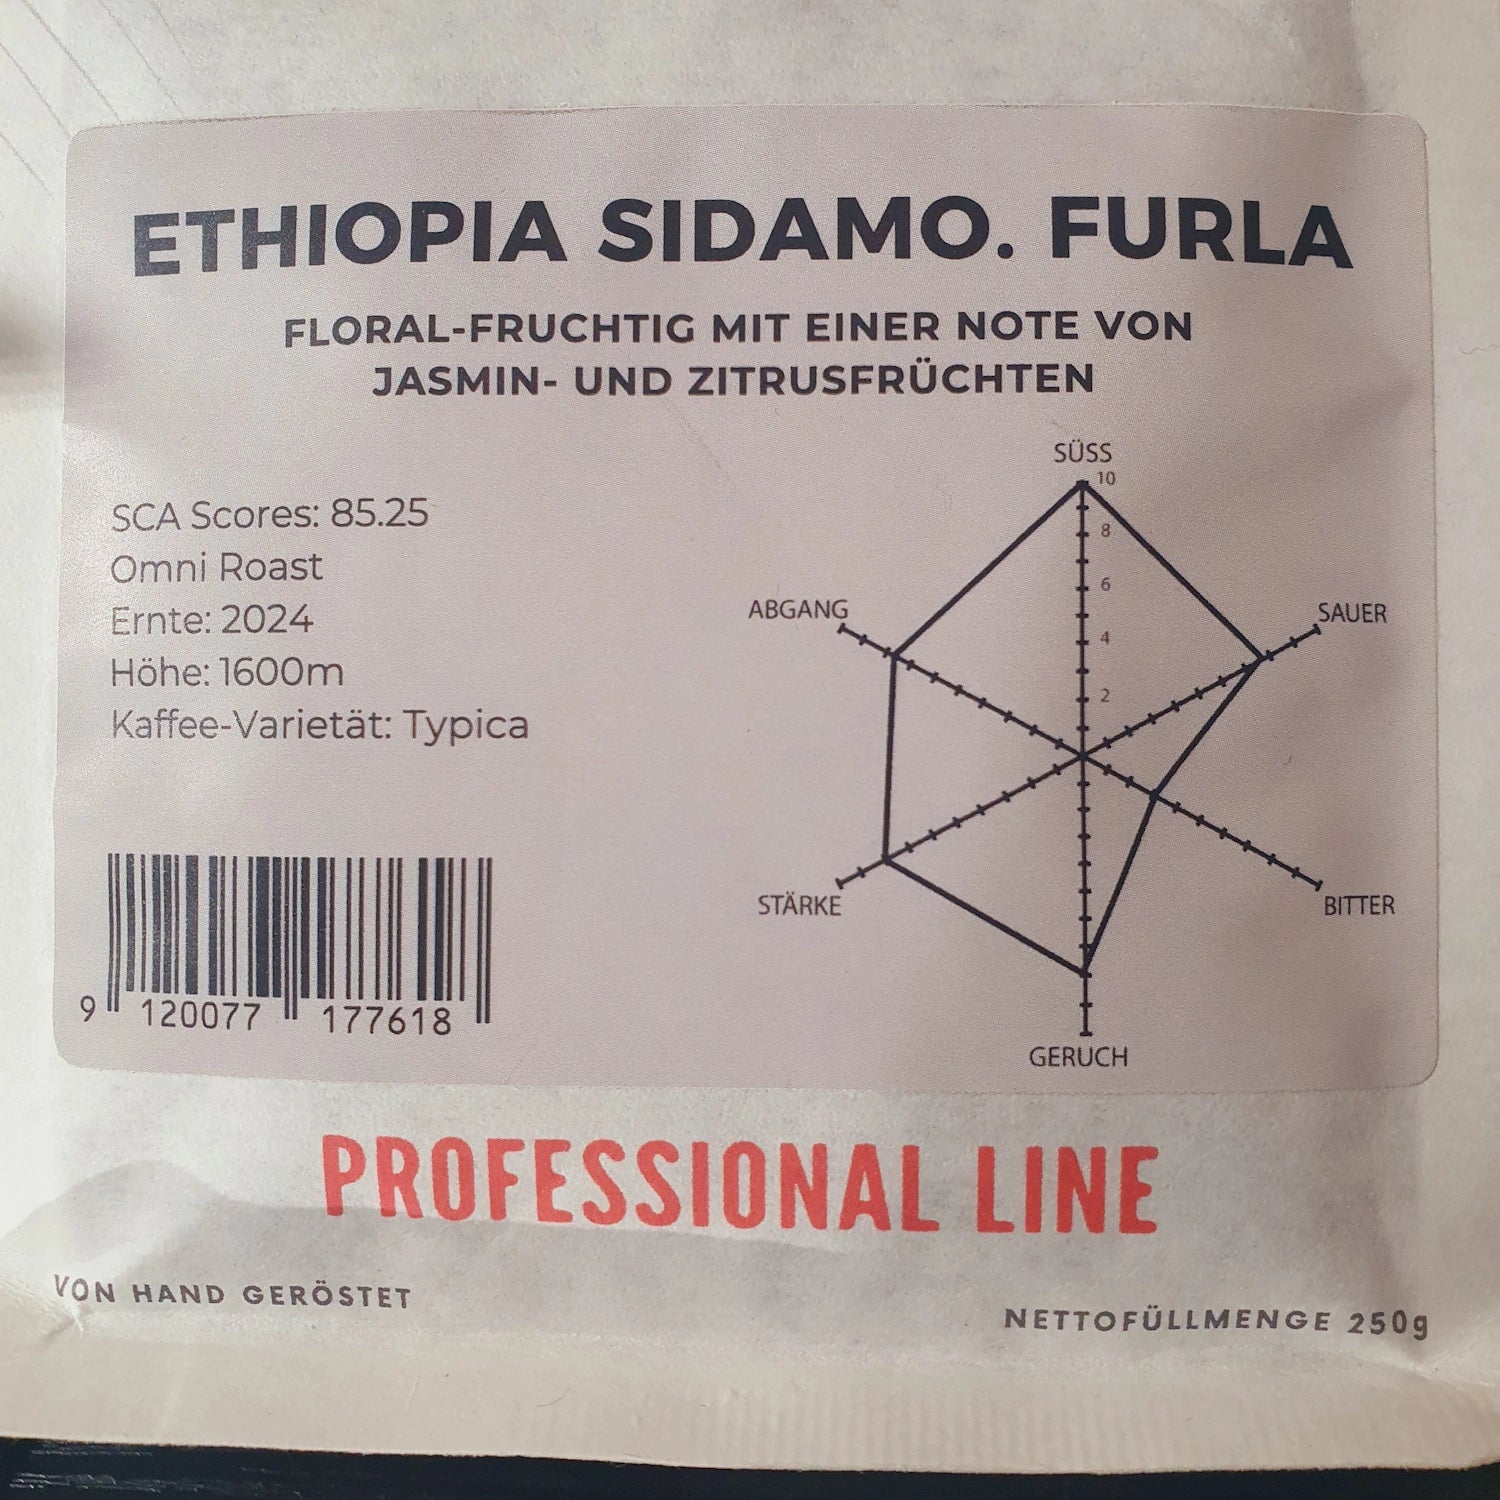 ETHIOPIA SIDAMO. FURLA
FLORAL-FRUCHTIG MIT EINER NOTE VON
JASMIN- UND ZITRUSFRÜCHTEN
SCA Scores: 85.25
Omni Roast
Ernte: 2024
Höhe: 1600m
Kaffee-Varietät: Typica
SÜSS
10
8
6
4
2
ABGANG
SAUER
STÄRKE
BITTER
GERUCH
9 120077 177618
PROFESSIONAL LINE
VON HAND GERÖSTET
NETTOFÜLLMENGE 250g